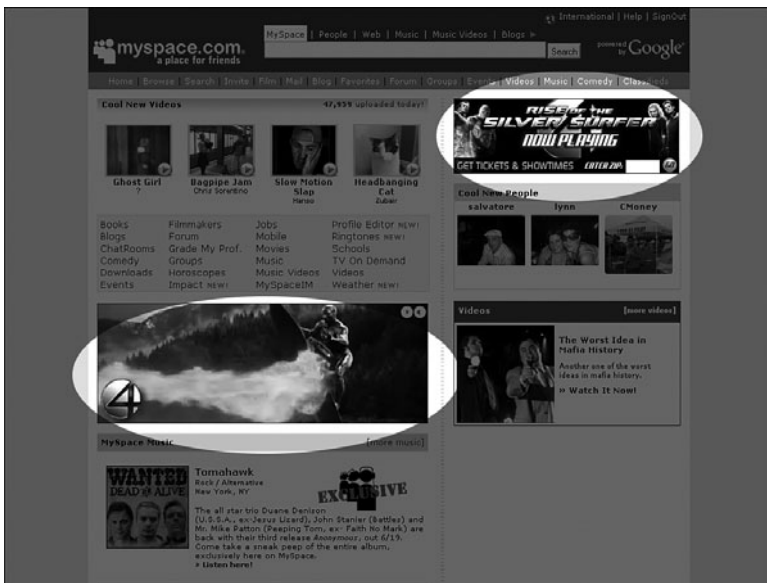 International | Help | SignOut
MySpace | People | Web | Music | Music Videos | Blogs »
myspace.com®
a place for friends
Search
powered by Google
Home | Browse | Search | Invite | Film | Mail | Blog | Favorites | Forum | Groups | Events | Videos | Music | Comedy | Classifieds
Cool New Videos 47,939 uploaded today!
Ghost Girl
?
Bagpipe Jam
Chris Sorentino
Slow Motion Slap
Headbanging Cat
Zubair
Books Filmmakers Jobs Profile Editor NEW!
Blogs Forum Mobile Ringtones NEW!
ChatRooms Grade My Prof. Movies Schools
Comedy Groups Music TV On Demand
Downloads Horoscopes Music Videos Videos
Events Impact NEW! MySpaceIM Weather NEW!
4
MySpace Music [more music]
WANTED
DEAD OR ALIVE
Tomahawk
Rock / Alternative
New York, NY
EXCLUSIVE
The all star trio Duane Denison
(U.S.S.A., ex-Jesus Lizard), John Stanier (Battles) and
Mr. Mike Patton (Peeping Tom, ex- Faith No Mark) are
back with their third release Anonymous, out 6/19.
Come take a sneak peep of the entire album,
exclusively here on MySpace.
» Listen here!
RISE OF THE
SILVER SURFER
NOW PLAYING
GET TICKETS & SHOWTIMES ENTER ZIP:
Cool New People
salvatore lynn CMoney
Videos [more videos]
The Worst Idea in
Mafia History
Another one of the worst
ideas in mafia history.
» Watch It Now!